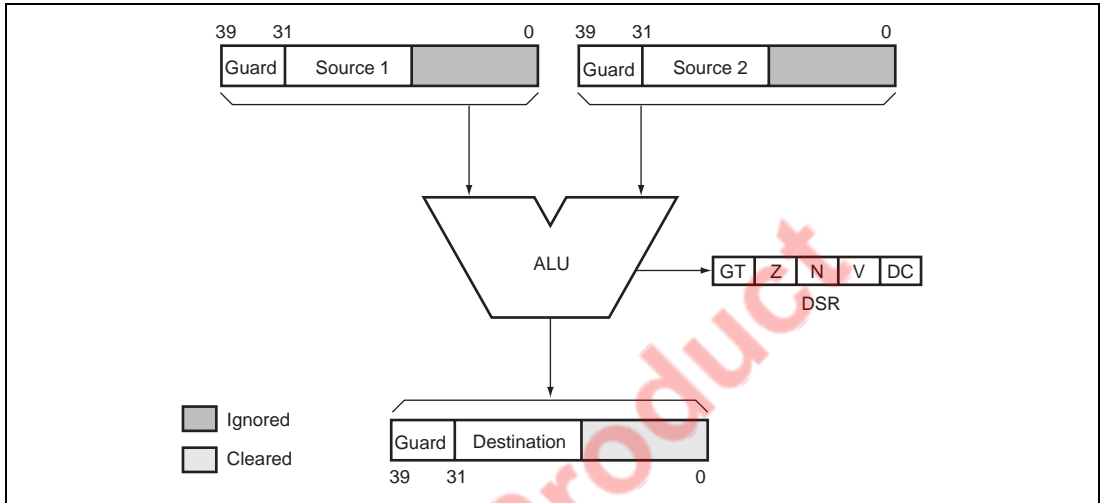 39 31 0 39 31 0
Guard Source 1 Guard Source 2
ALU
GT Z N V DC
DSR
Ignored
Cleared
Guard Destination
39 31 0
product